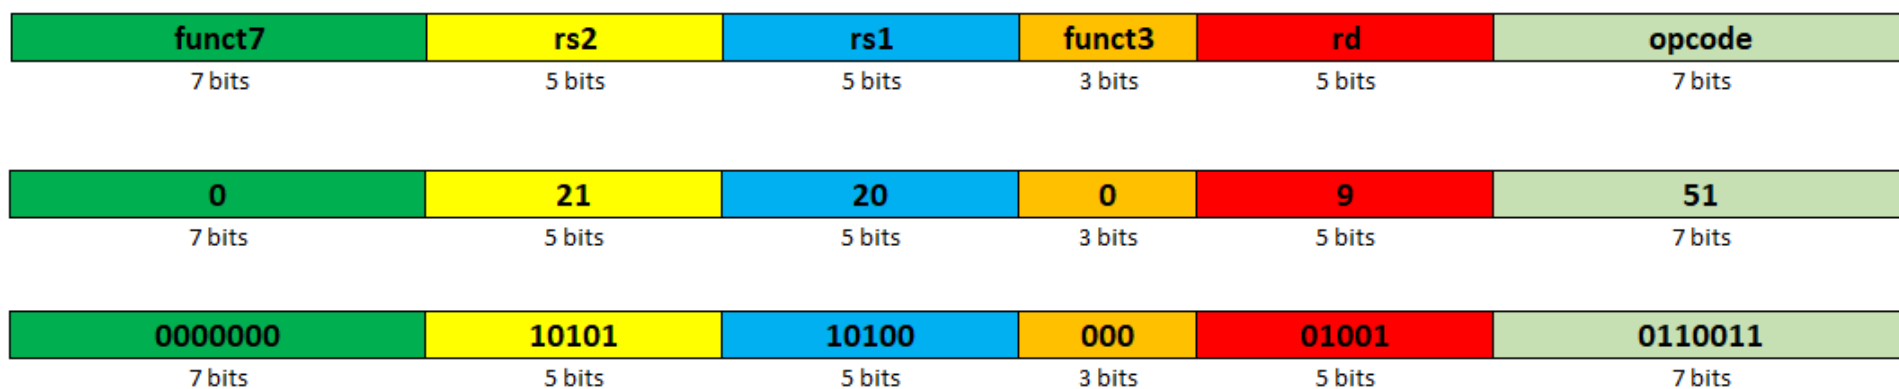 funct7 rs2 rs1 funct3 rd opcode
7 bits 5 bits 5 bits 3 bits 5 bits 7 bits
0 21 20 0 9 51
7 bits 5 bits 5 bits 3 bits 5 bits 7 bits
0000000 10101 10100 000 01001 0110011
7 bits 5 bits 5 bits 3 bits 5 bits 7 bits